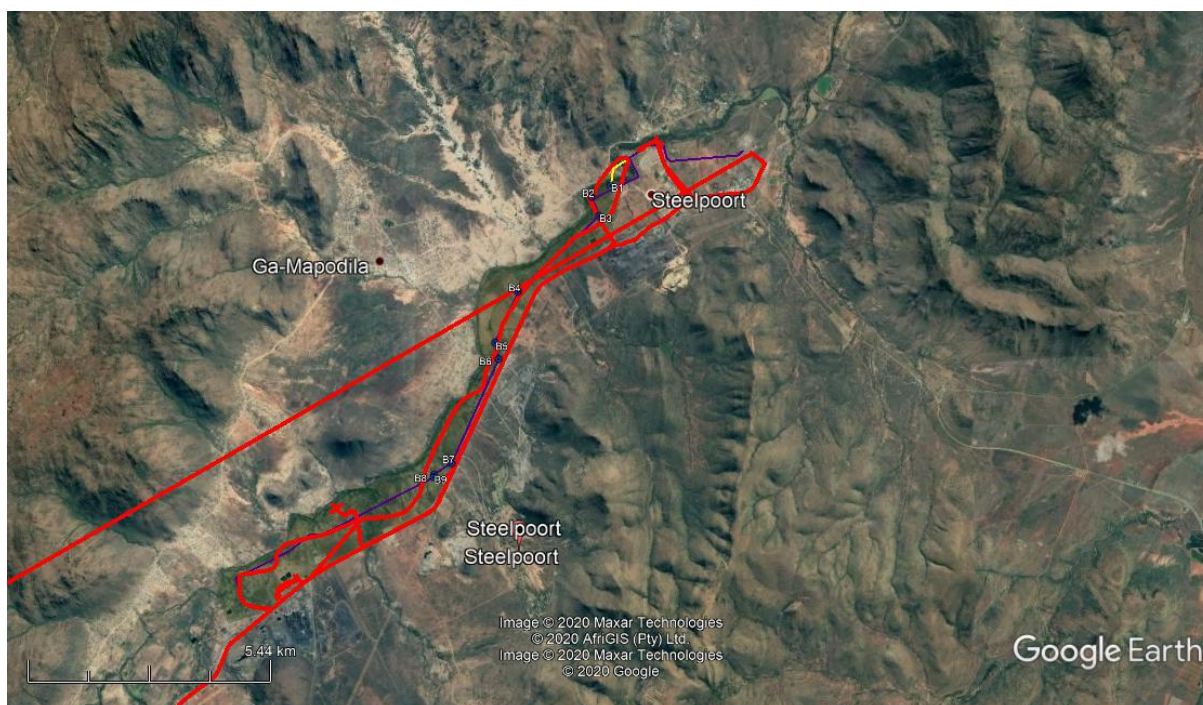 B1
B2
Steelpoort
B3
Ga-Mapodila
B4
B5
B6
B7
B8
B9
Steelpoort
Steelpoort
Image © 2020 Maxar Technologies
© 2020 AfriGIS (Pty) Ltd.
Image © 2020 Maxar Technologies
© 2020 Google
5.44 km
Google Earth